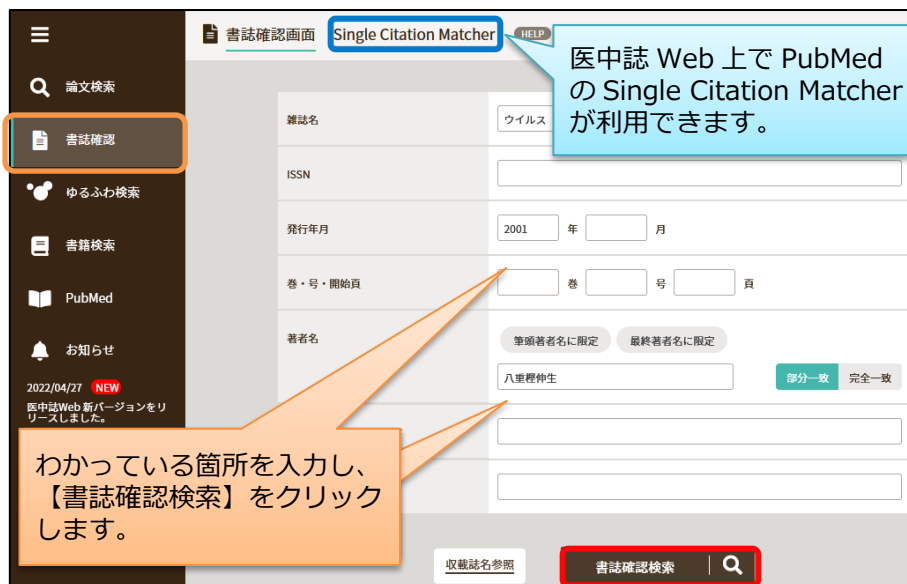 書誌確認画面 Single Citation Matcher HELP
医中誌 Web 上で PubMed
の Single Citation Matcher
が利用できます。
論文検索
書誌確認
ゆるふわ検索
書籍検索
PubMed
お知らせ
2022/04/27 NEW
医中誌Web 新バージョンをリ
リースしました。
雑誌名
ウイルス
ISSN
発行年月
2001 年 月
巻・号・開始頁
巻 号 頁
著者名
筆頭著者名に限定 最終著者名に限定
八重樫伸生
部分一致 完全一致
わかっている箇所を入力し、
【書誌確認検索】をクリック
します。
収載誌名参照
書誌確認検索